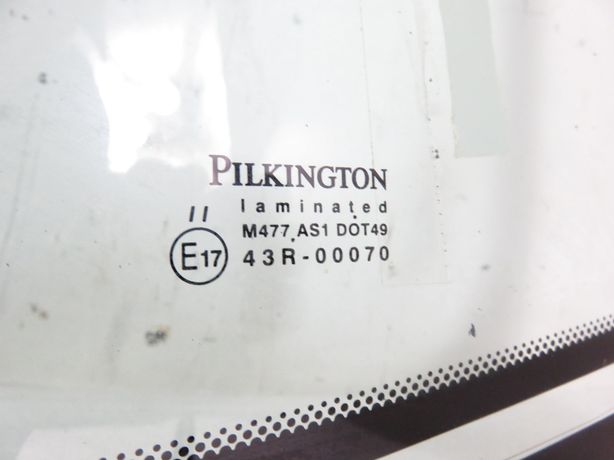 PILKINGTON
laminated
II
M477 AS1 DOT49
E17 43R-00070